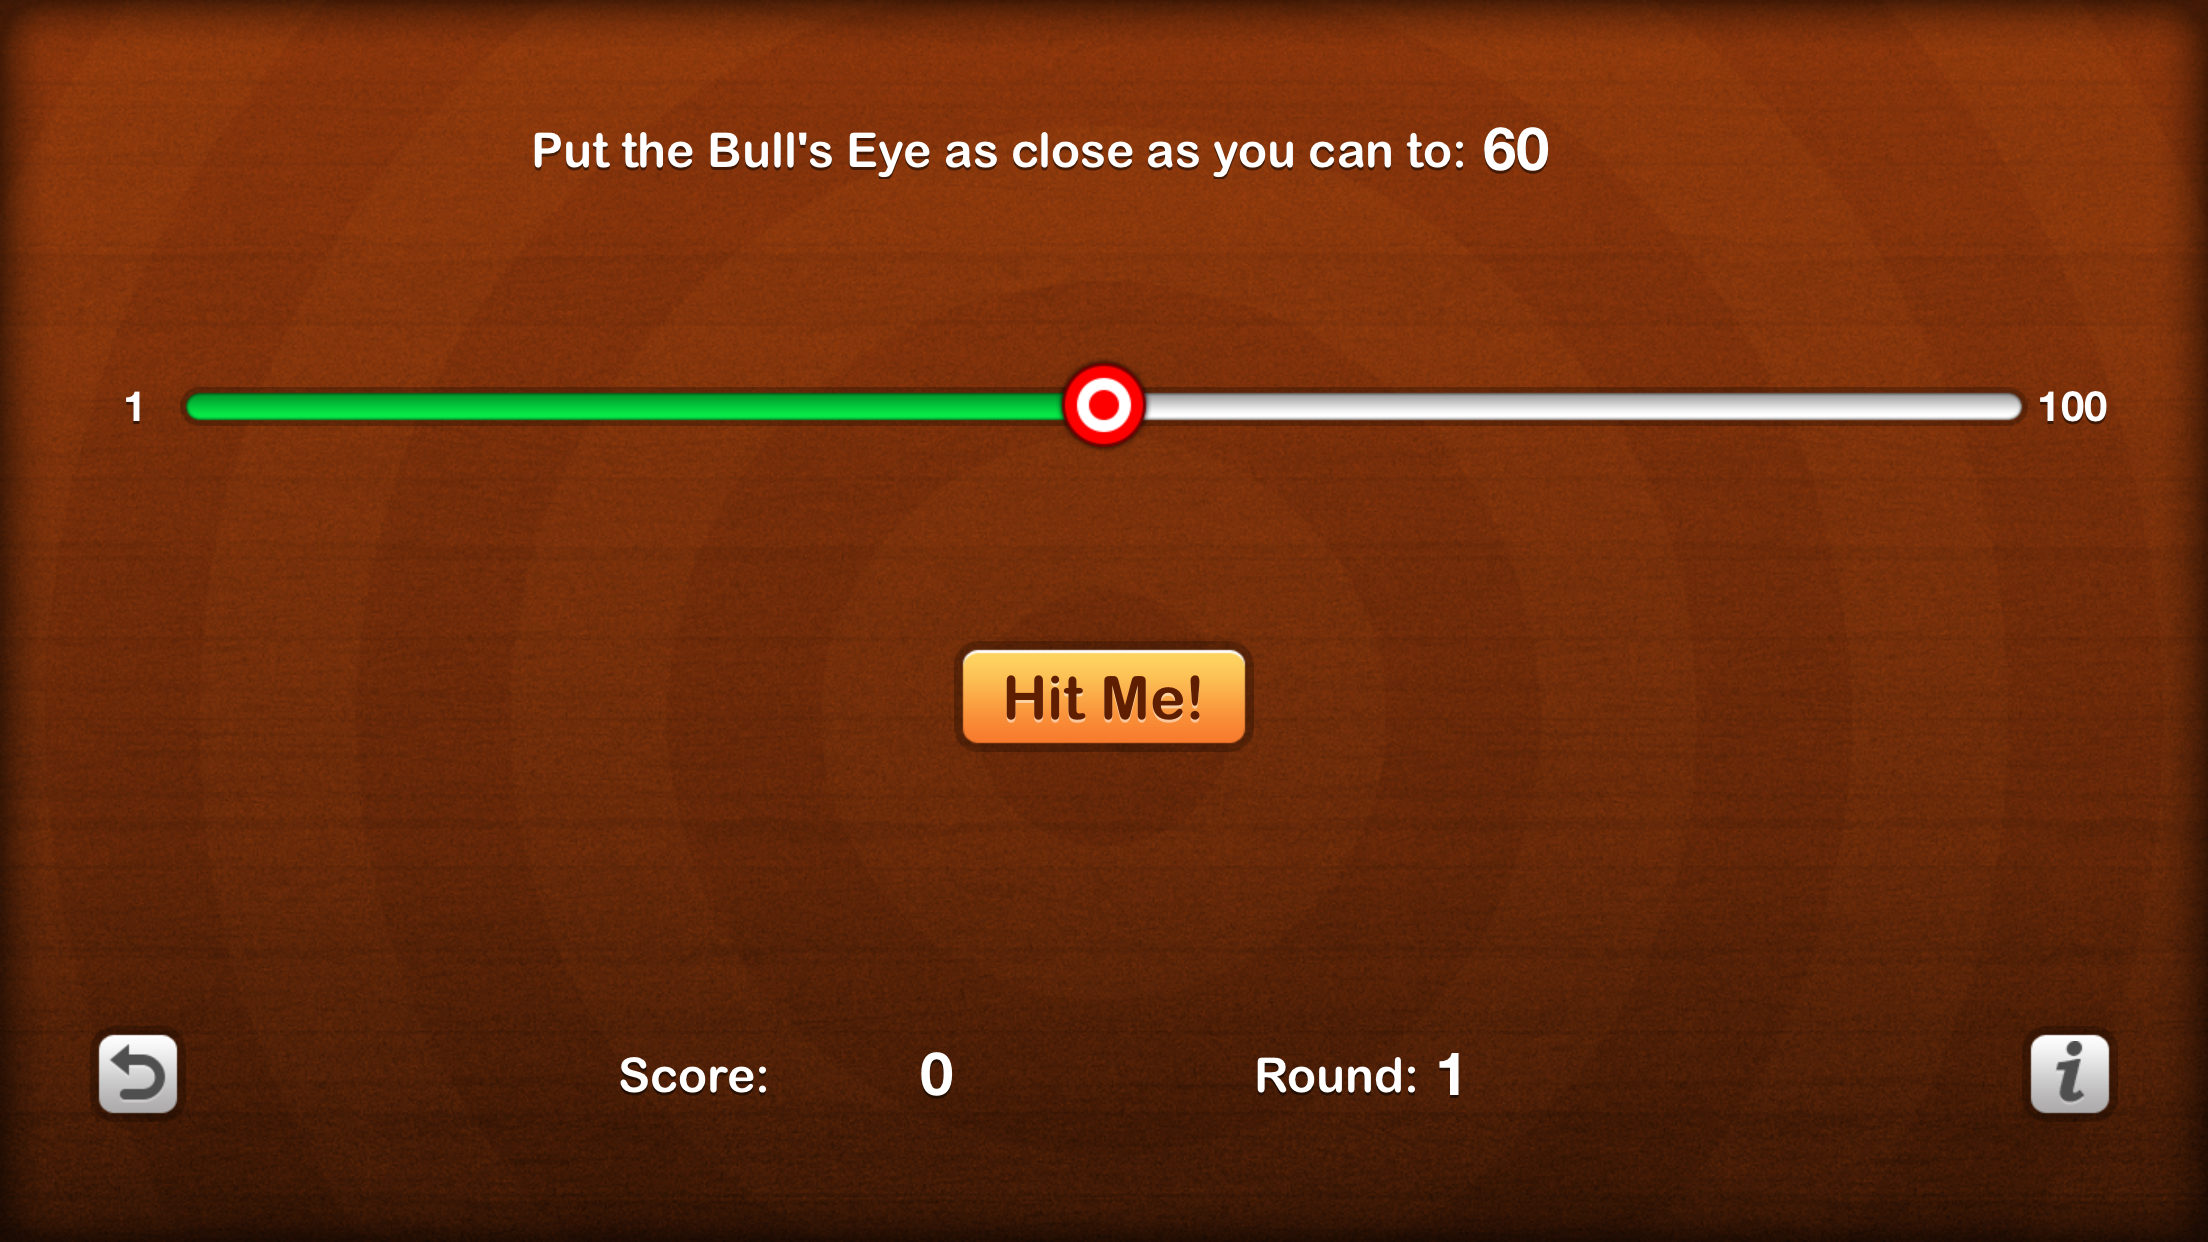 Put the Bull's Eye as close as you can to: 60
1 100
Hit Me!
Score: 0 Round: 1
i